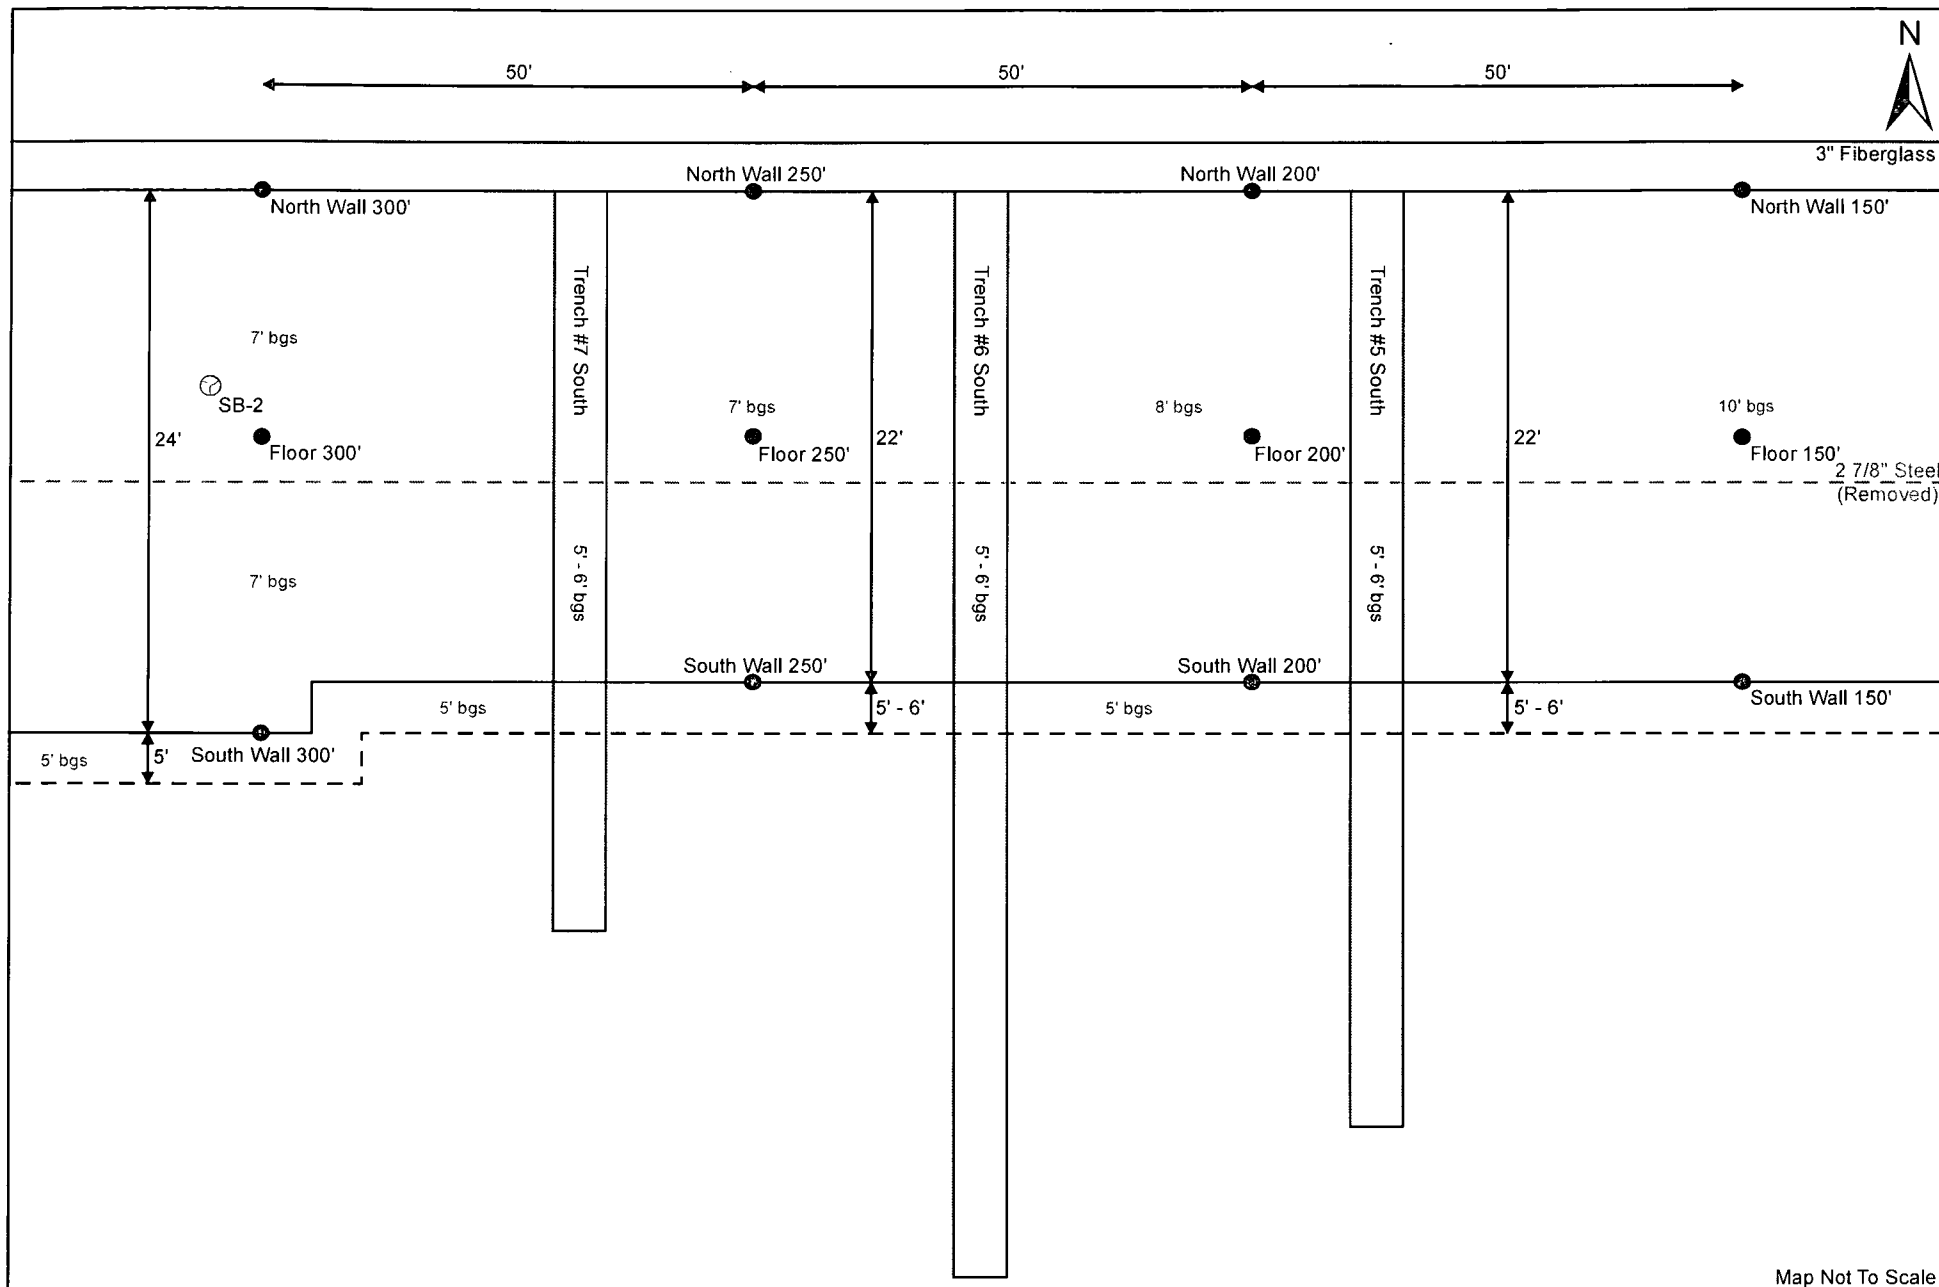 N
50'
50'
50'
3" Fiberglass
North Wall 300'
North Wall 250'
North Wall 200'
North Wall 150'
Trench #7 South
Trench #6 South
Trench #5 South
7' bgs
SB-2
7' bgs
8' bgs
10' bgs
24'
Floor 300'
Floor 250'
22'
Floor 200'
22'
Floor 150'
2 7/8" Steel
(Removed)
7' bgs
5' - 6' bgs
5' - 6' bgs
5' - 6' bgs
South Wall 250'
South Wall 200'
South Wall 150'
5' bgs
5' - 6'
5' bgs
5' - 6'
5' bgs
5'
South Wall 300'
Map Not To Scale